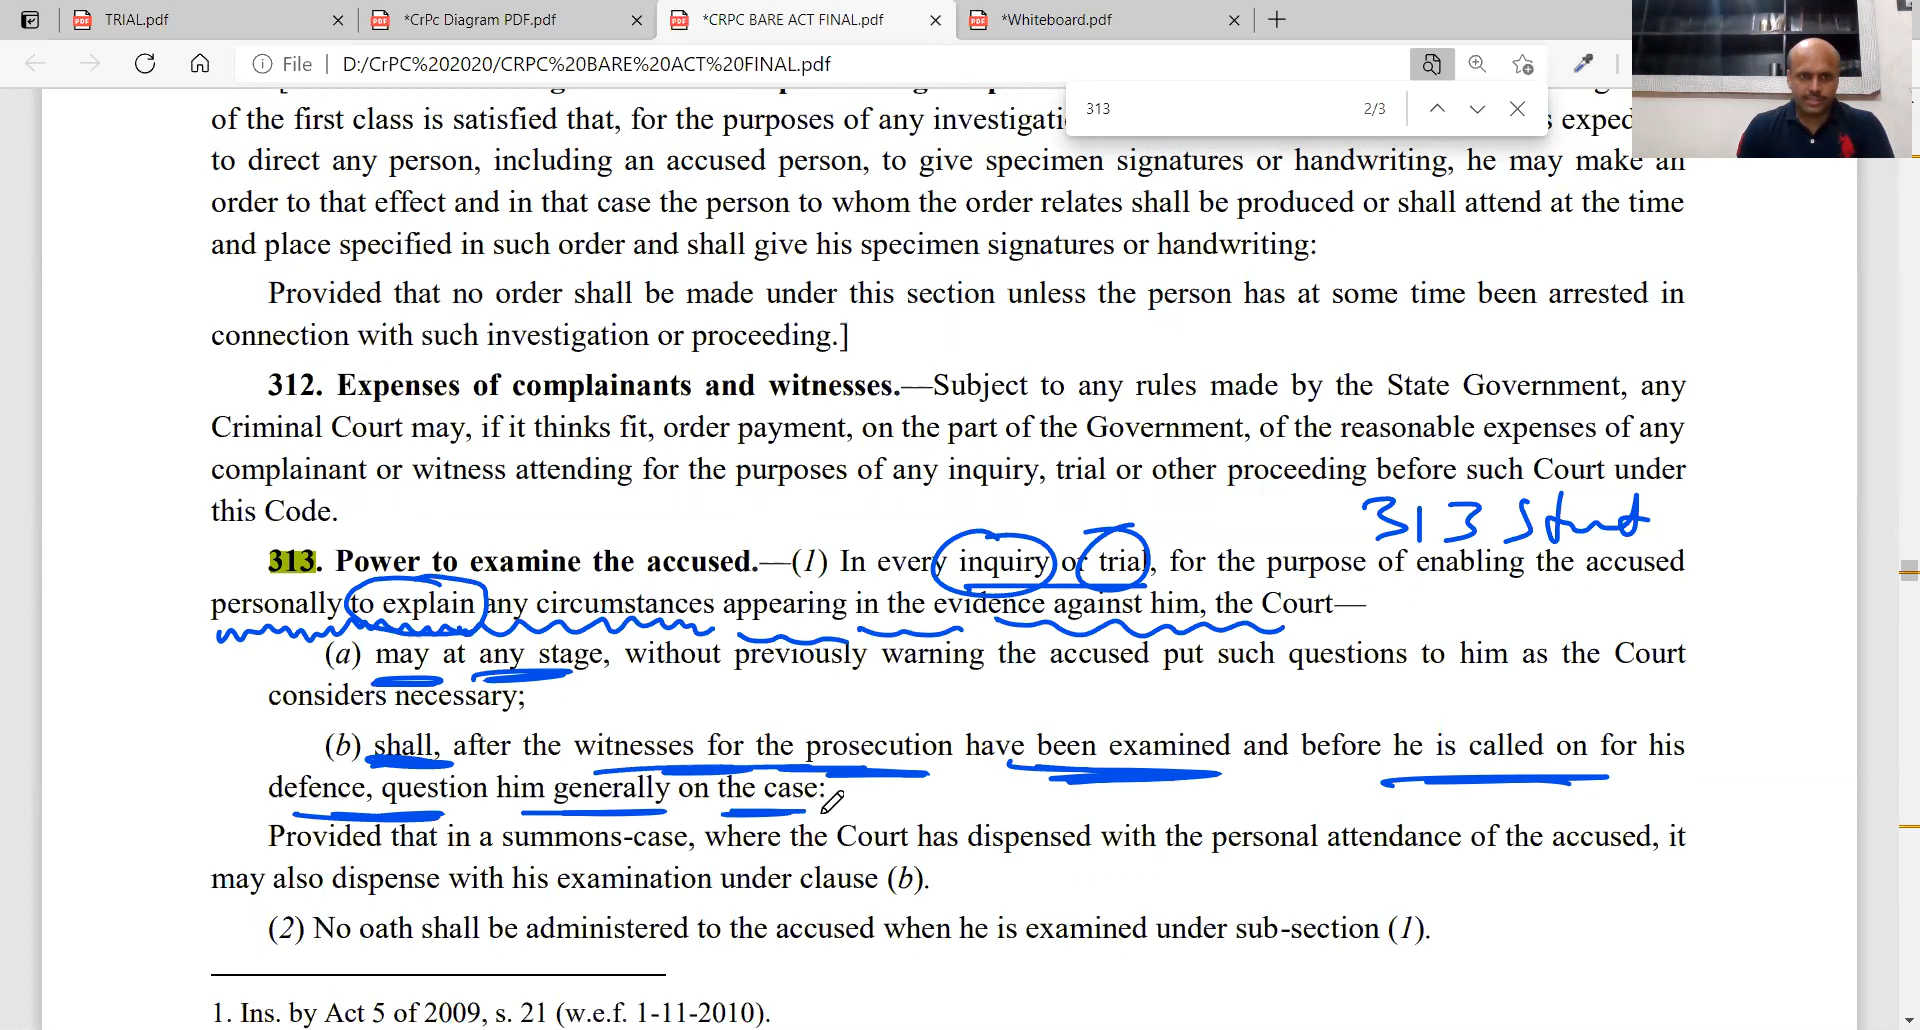 TRIAL.pdf
*CrPc Diagram PDF.pdf
*CRPC BARE ACT FINAL.pdf
*Whiteboard.pdf
File
D:/CrPC%202020/CRPC%20BARE%20ACT%20FINAL.pdf
313 2/3
of the first class is satisfied that, for the purposes of any investigati s exped
to direct any person, including an accused person, to give specimen signatures or handwriting, he may make an
order to that effect and in that case the person to whom the order relates shall be produced or shall attend at the time
and place specified in such order and shall give his specimen signatures or handwriting:
Provided that no order shall be made under this section unless the person has at some time been arrested in
connection with such investigation or proceeding.]
312. Expenses of complainants and witnesses.—Subject to any rules made by the State Government, any
Criminal Court may, if it thinks fit, order payment, on the part of the Government, of the reasonable expenses of any
complainant or witness attending for the purposes of any inquiry, trial or other proceeding before such Court under
this Code.
313
313. Power to examine the accused.—(1) In every inquiry or trial, for the purpose of enabling the accused
personally to explain any circumstances appearing in the evidence against him, the Court—
(a) may at any stage, without previously warning the accused put such questions to him as the Court
considers necessary;
(b) shall, after the witnesses for the prosecution have been examined and before he is called on for his
defence, question him generally on the case:
Provided that in a summons-case, where the Court has dispensed with the personal attendance of the accused, it
may also dispense with his examination under clause (b).
(2) No oath shall be administered to the accused when he is examined under sub-section (1).
1. Ins. by Act 5 of 2009, s. 21 (w.e.f. 1-11-2010).